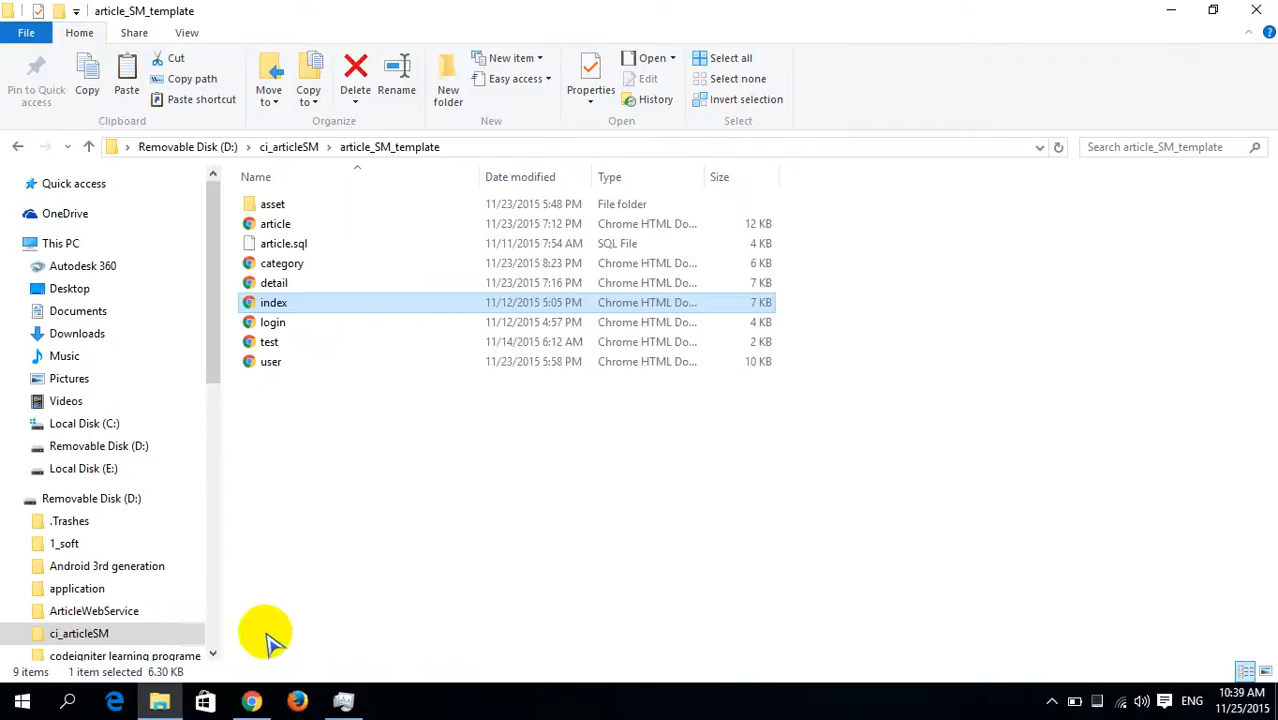 article_SM_template
File Home Share View
Pin to Quick access
Copy
Paste
Cut
Copy path
Paste shortcut
Clipboard
Move to
Copy to
Delete
Rename
Organize
New folder
New item
Easy access
New
Properties
Open
Edit
History
Open
Select all
Select none
Invert selection
Select
Removable Disk (D:) ci_articleSM article_SM_template
Search article_SM_template
Name Date modified Type Size
asset 11/23/2015 5:48 PM File folder
article 11/23/2015 7:12 PM Chrome HTML Do... 12 KB
article.sql 11/11/2015 7:54 AM SQL File 4 KB
category 11/23/2015 8:23 PM Chrome HTML Do... 6 KB
detail 11/23/2015 7:16 PM Chrome HTML Do... 7 KB
index 11/12/2015 5:05 PM Chrome HTML Do... 7 KB
login 11/12/2015 4:57 PM Chrome HTML Do... 4 KB
test 11/14/2015 6:12 AM Chrome HTML Do... 2 KB
user 11/23/2015 5:58 PM Chrome HTML Do... 10 KB
Quick access
OneDrive
This PC
Autodesk 360
Desktop
Documents
Downloads
Music
Pictures
Videos
Local Disk (C:)
Removable Disk (D:)
Local Disk (E:)
Removable Disk (D:)
.Trashes
1_soft
Android 3rd generation
application
ArticleWebService
ci_articleSM
codeigniter learning programe
9 items 1 item selected 6.30 KB
ENG
10:39 AM
11/25/2015